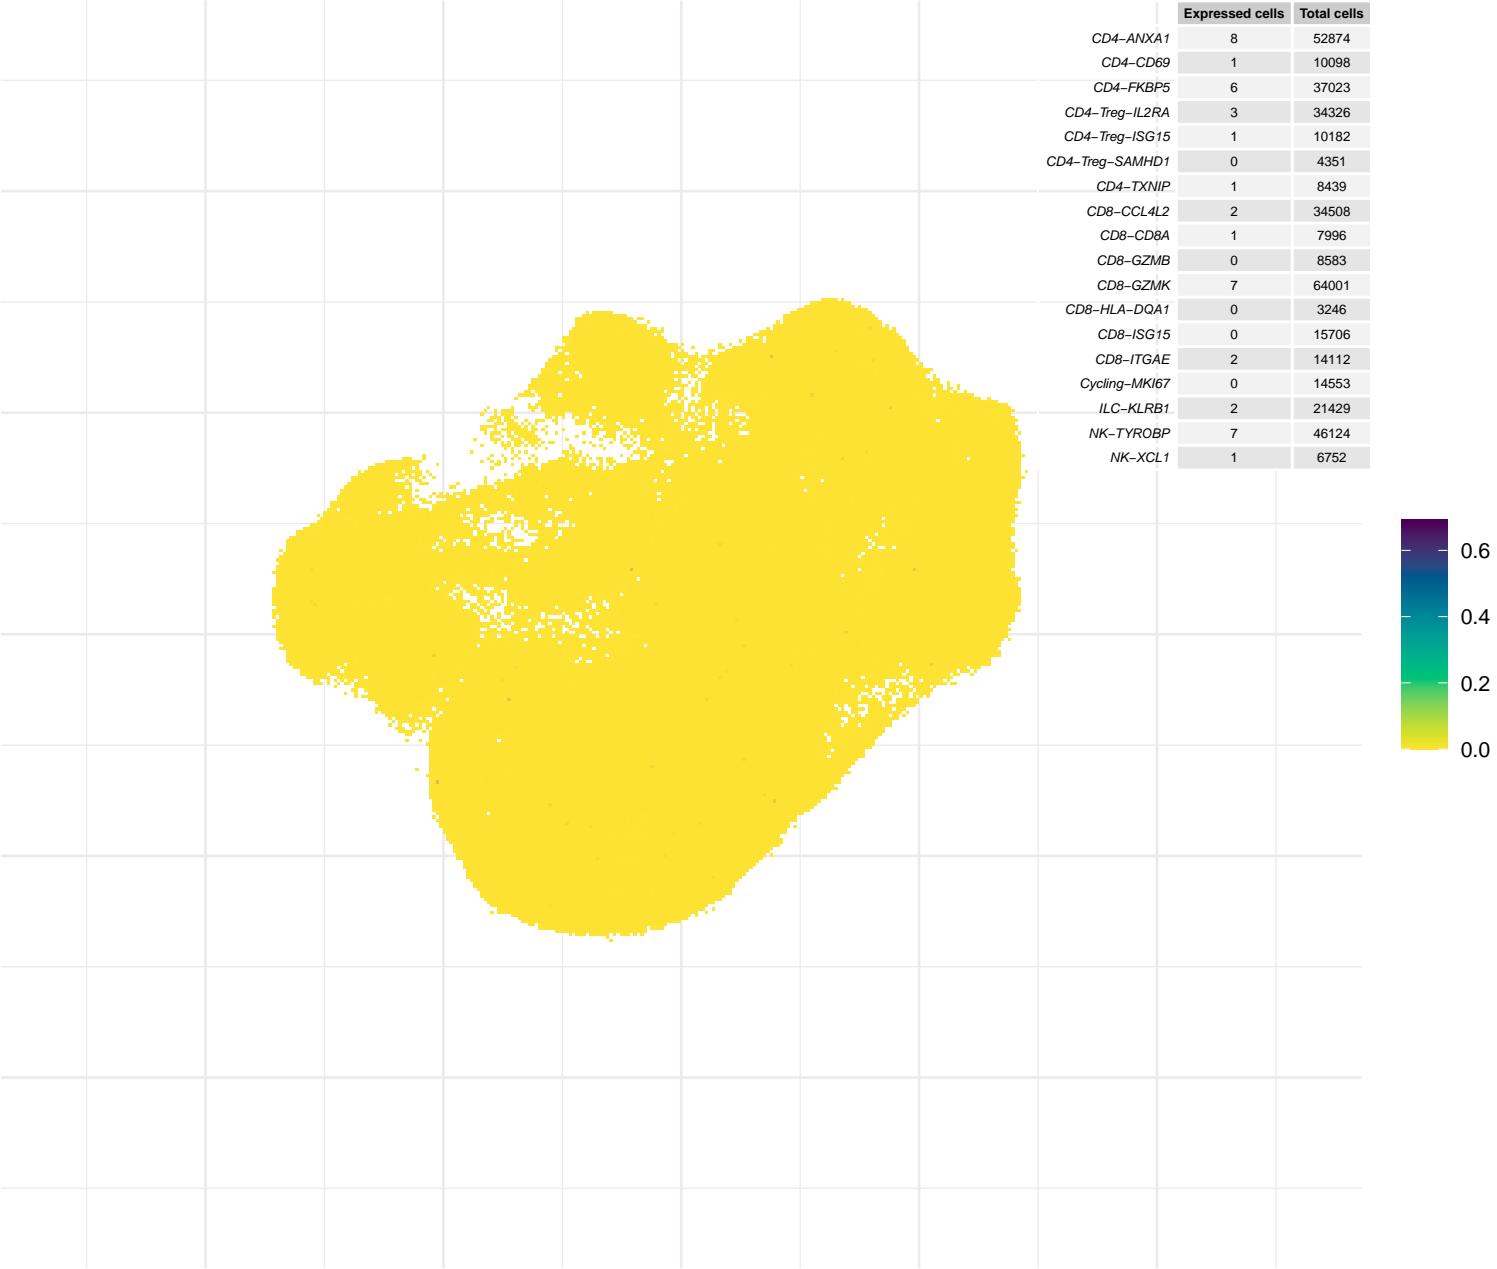 Expressed cells Total cells
CD4−ANXA1 8 52874
CD4−CD69 1 10098
CD4−FKBP5 6 37023
CD4−Treg−IL2RA 3 34326
CD4−Treg−ISG15 1 10182
CD4−Treg−SAMHD1 0 4351
CD4−TXNIP 1 8439
CD8−CCL4L2 2 34508
CD8−CD8A 1 7996
CD8−GZMB 0 8583
CD8−GZMK 7 64001
CD8−HLA−DQA1 0 3246
CD8−ISG15 0 15706
CD8−ITGAE 2 14112
Cycling−MKI67 0 14553
ILC−KLRB1 2 21429
NK−TYROBP 7 46124
NK−XCL1 1 6752
0.6
0.4
0.2
0.0